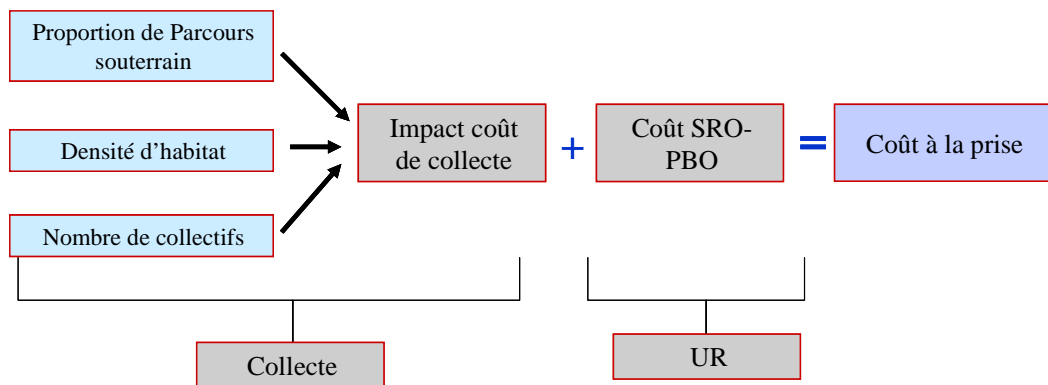 Proportion de Parcours
souterrain
Densité d'habitat
Nombre de collectifs
Impact coût
de collecte
+
Coût SRO-
PBO
=
Coût à la prise
Collecte
UR